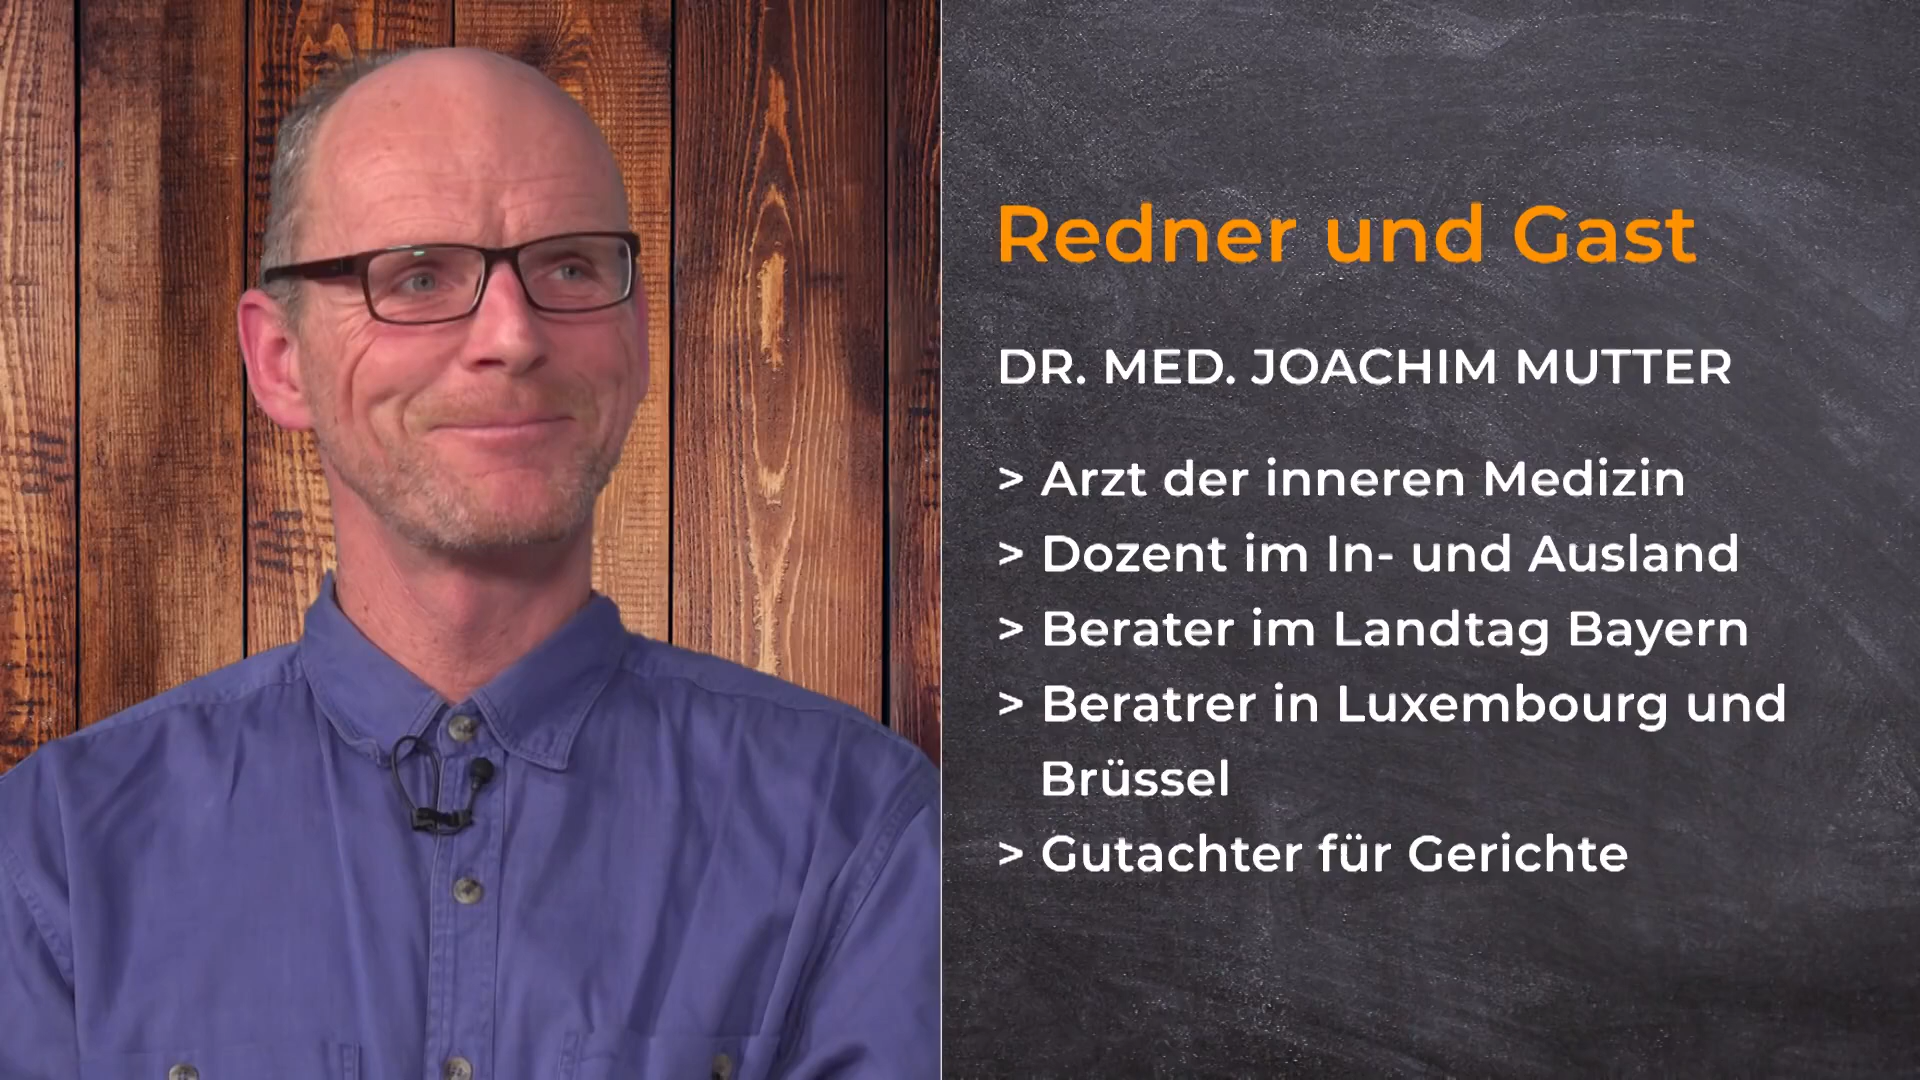 Redner und Gast
DR. MED. JOACHIM MUTTER
> Arzt der inneren Medizin
> Dozent im In- und Ausland
> Berater im Landtag Bayern
> Beratrer in Luxembourg und
Brüssel
> Gutachter für Gerichte